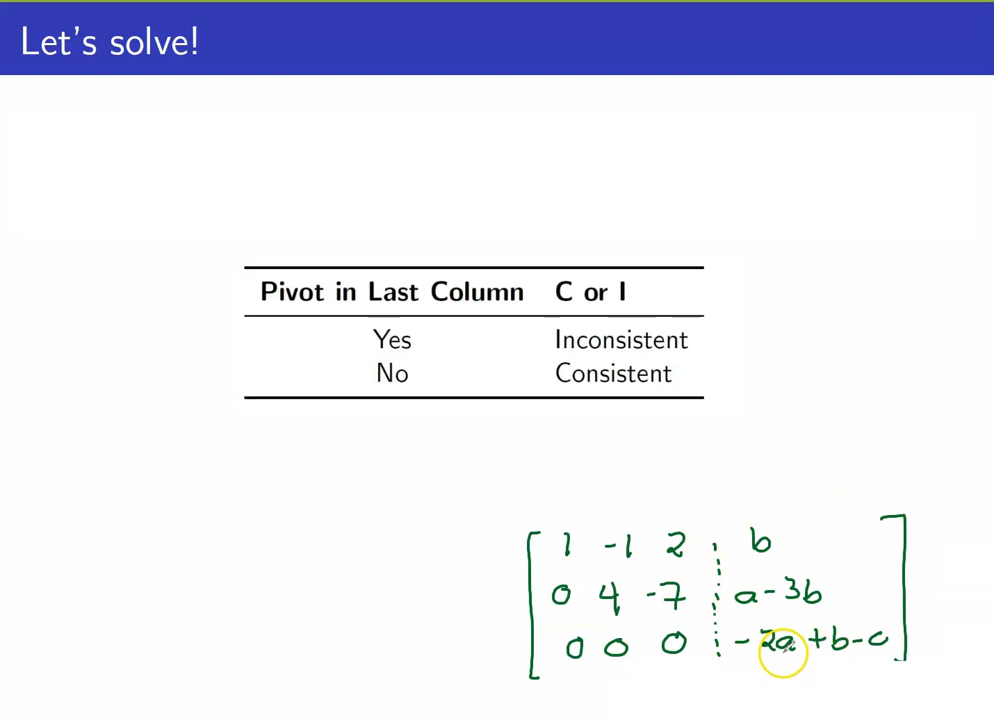 Let's solve!
Pivot in Last Column C or I
Yes Inconsistent
No Consistent
1 -1 2 b
0 4 -7 a-3b
0 0 0 -2a+b-c